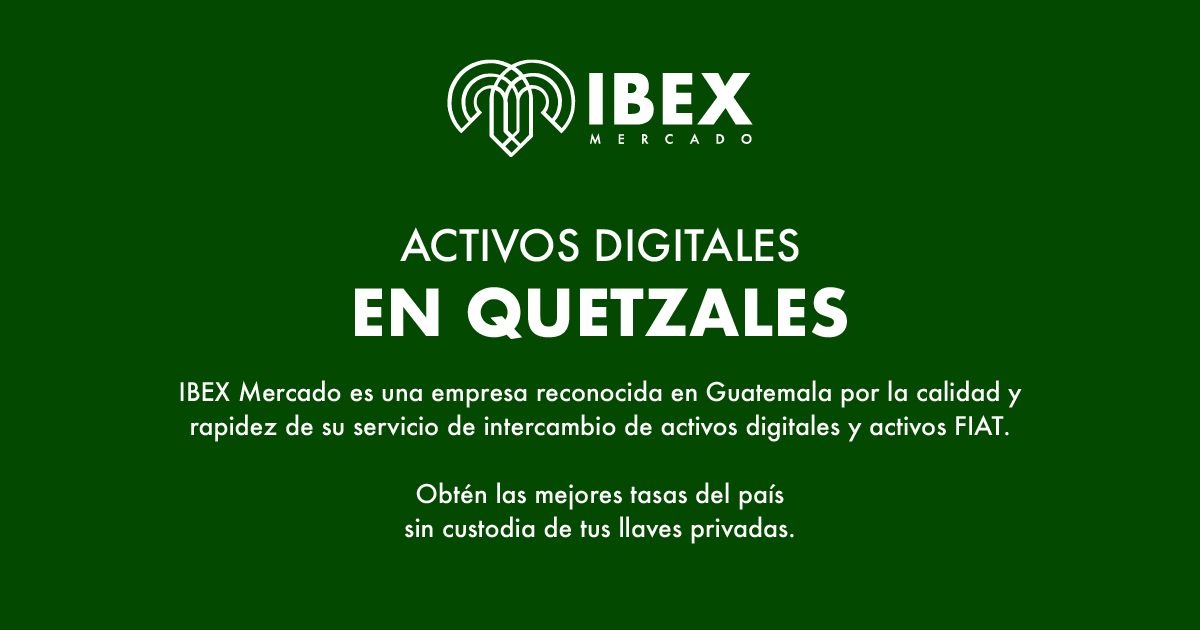 IBEX
MERCADO
ACTIVOS DIGITALES
EN QUETZALES
IBEX Mercado es una empresa reconocida en Guatemala por la calidad y
rapidez de su servicio de intercambio de activos digitales y activos FIAT.
Obtén las mejores tasas del país
sin custodia de tus llaves privadas.